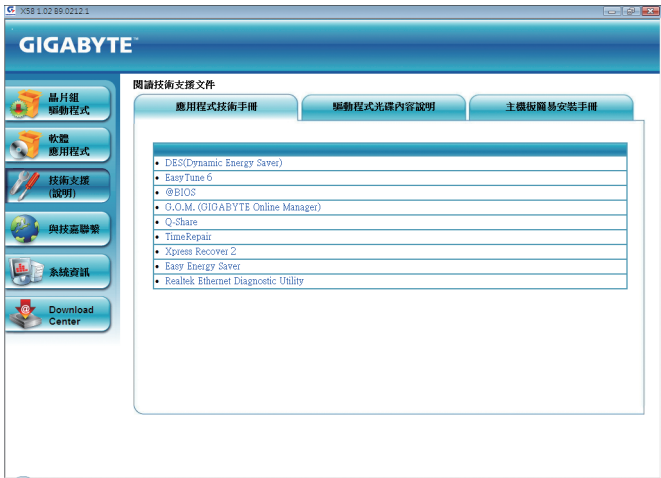 X58 1.02 B9.0212.1
GIGABYTE™
閱讀技術支援文件
應用程式技術手冊
驅動程式光碟內容說明
主機板簡易安裝手冊
晶片組
驅動程式
軟體
應用程式
技術支援
(說明)
與技嘉聯繫
系統資訊
Download
Center
• DES(Dynamic Energy Saver)
• EasyTune 6
• @BIOS
• G.O.M. (GIGABYTE Online Manager)
• Q-Share
• TimeRepair
• Xpress Recover 2
• Easy Energy Saver
• Realtek Ethernet Diagnostic Utility